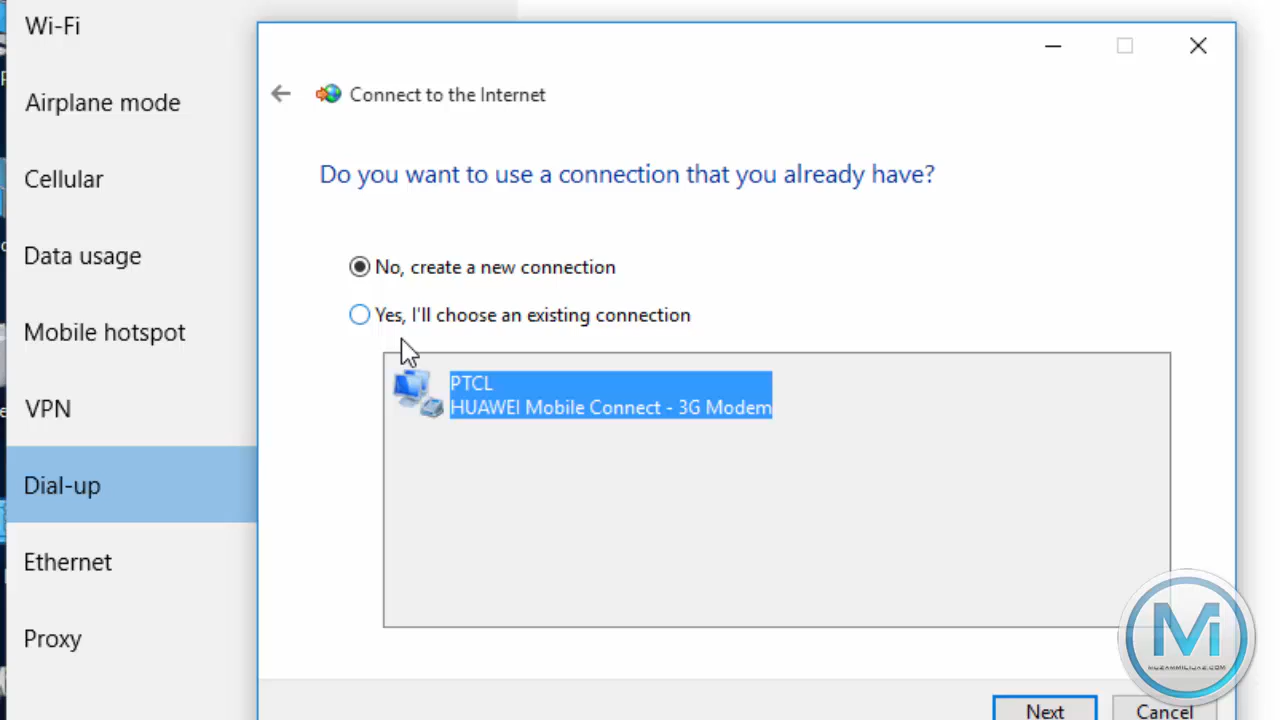 Wi-Fi
Airplane mode
Cellular
Data usage
Mobile hotspot
VPN
Dial-up
Ethernet
Proxy
Connect to the Internet
Do you want to use a connection that you already have?
No, create a new connection
Yes, I'll choose an existing connection
PTCL
HUAWEI Mobile Connect - 3G Modem
Next
Cancel
Mi